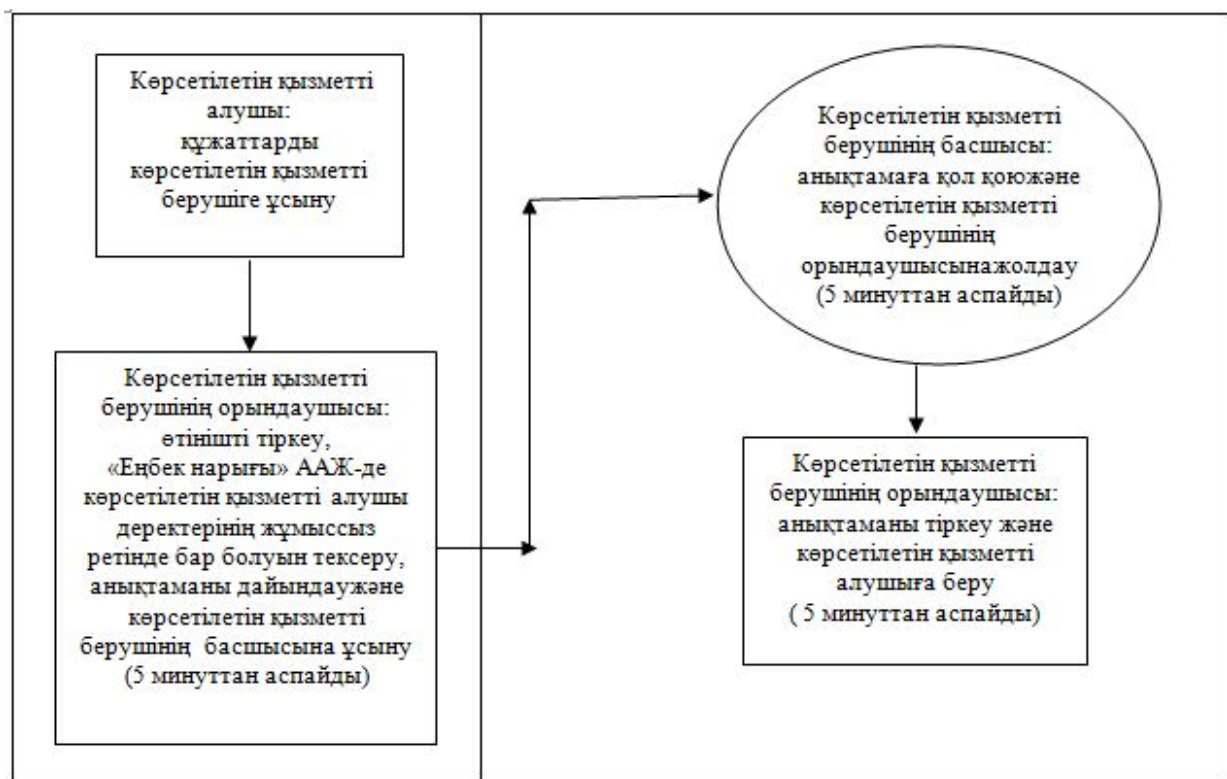 Көрсетілетін қызметті
алушы:
құжаттарды
көрсетілетін қызметті
берушіге ұсыну
Көрсетілетін қызметті
берушінің орындаушысы:
өтінішті тіркеу,
«Еңбек нарығы» ААЖ-де
көрсетілетін қызметті алушы
деректерінің жұмыссыз
ретінде бар болуын тексеру,
анықтаманы дайындаужәне
көрсетілетін қызметті
берушінің басшысына ұсыну
(5 минуттан аспайды)
Көрсетілетін қызметті
берушінің басшысы:
анықтамаға қол қоюжәне
көрсетілетін қызметті
берушінің
орындаушысынажолдау
(5 минуттан аспайды)
Көрсетілетін қызметті
берушінің орындаушысы:
анықтаманы тіркеу және
көрсетілетін қызметті
алушыға беру
( 5 минуттан аспайды)